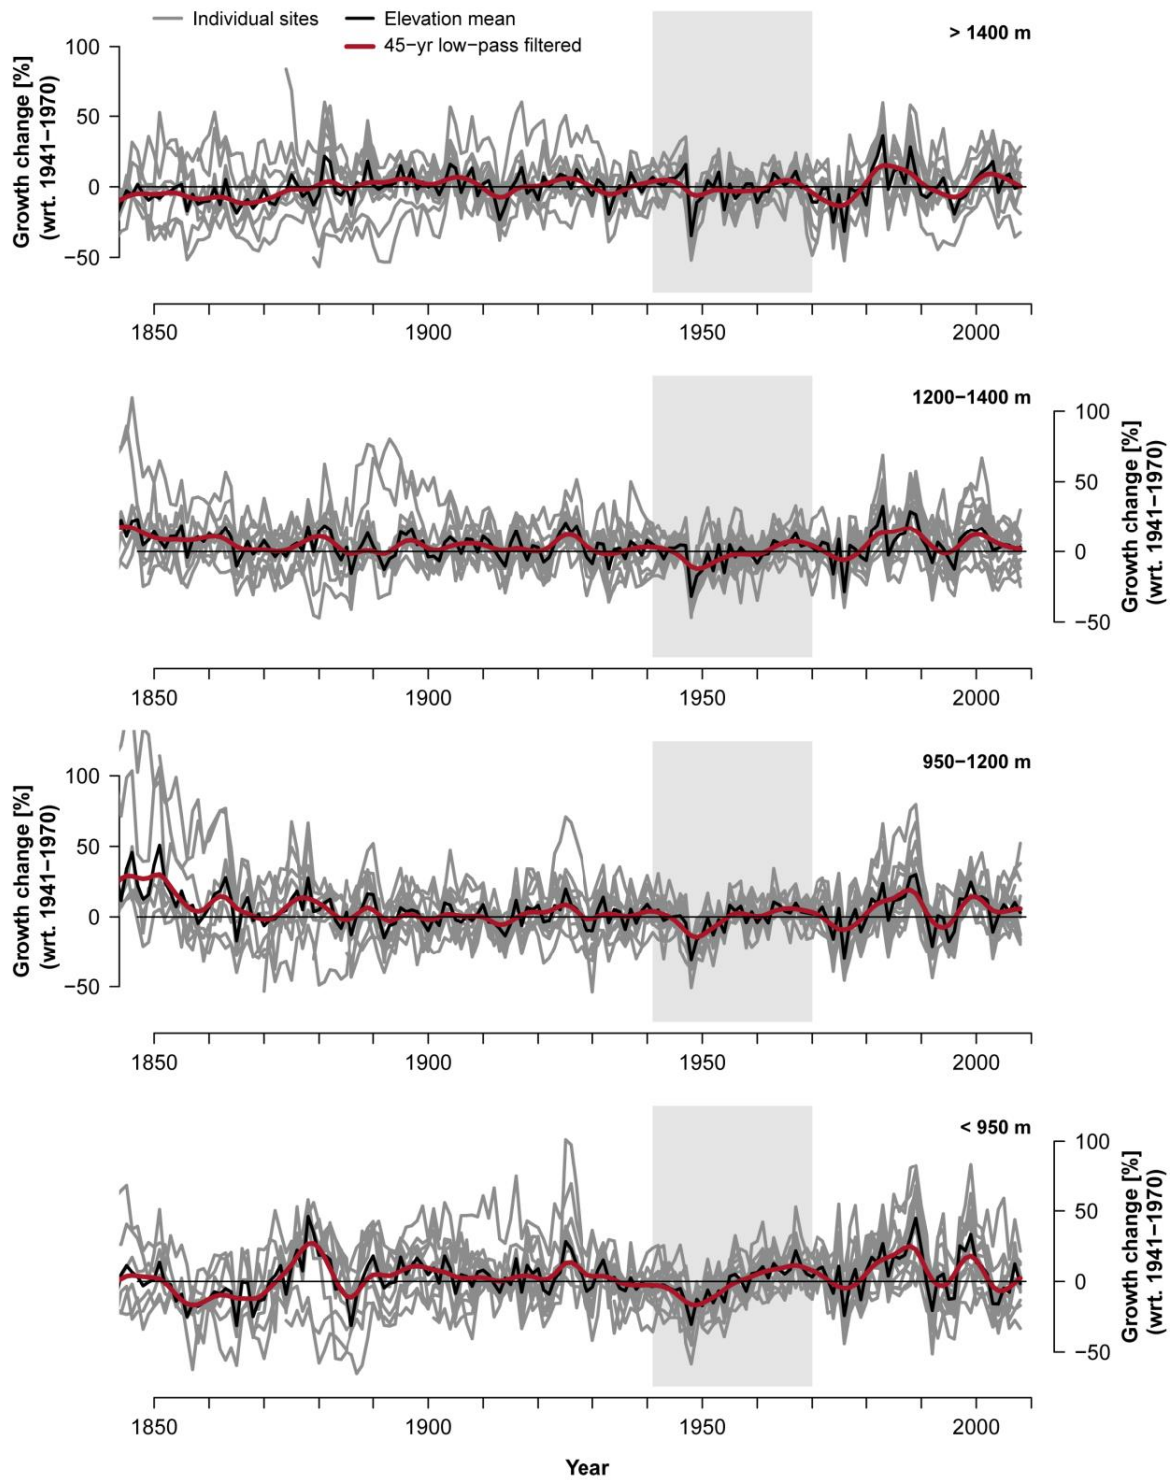 Individual sites
Elevation mean
45−yr low−pass filtered
> 1400 m
Growth change [%]
(wrt. 1941−1970)
100
50
0
−50
1850
1900
1950
2000
1200−1400 m
Growth change [%]
(wrt. 1941−1970)
100
50
0
−50
1850
1900
1950
2000
950−1200 m
Growth change [%]
(wrt. 1941−1970)
100
50
0
−50
1850
1900
1950
2000
< 950 m
Growth change [%]
(wrt. 1941−1970)
100
50
0
−50
1850
1900
1950
2000
Year